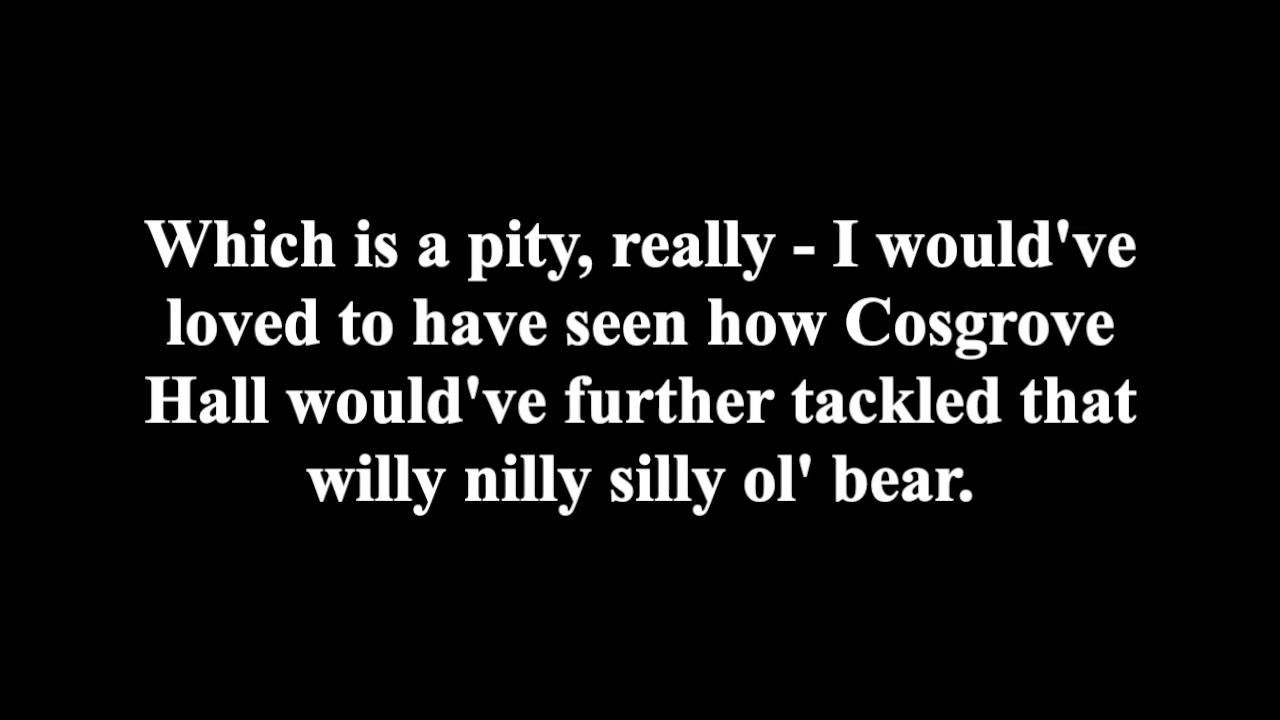 Which is a pity, really - I would've
loved to have seen how Cosgrove
Hall would've further tackled that
willy nilly silly ol' bear.